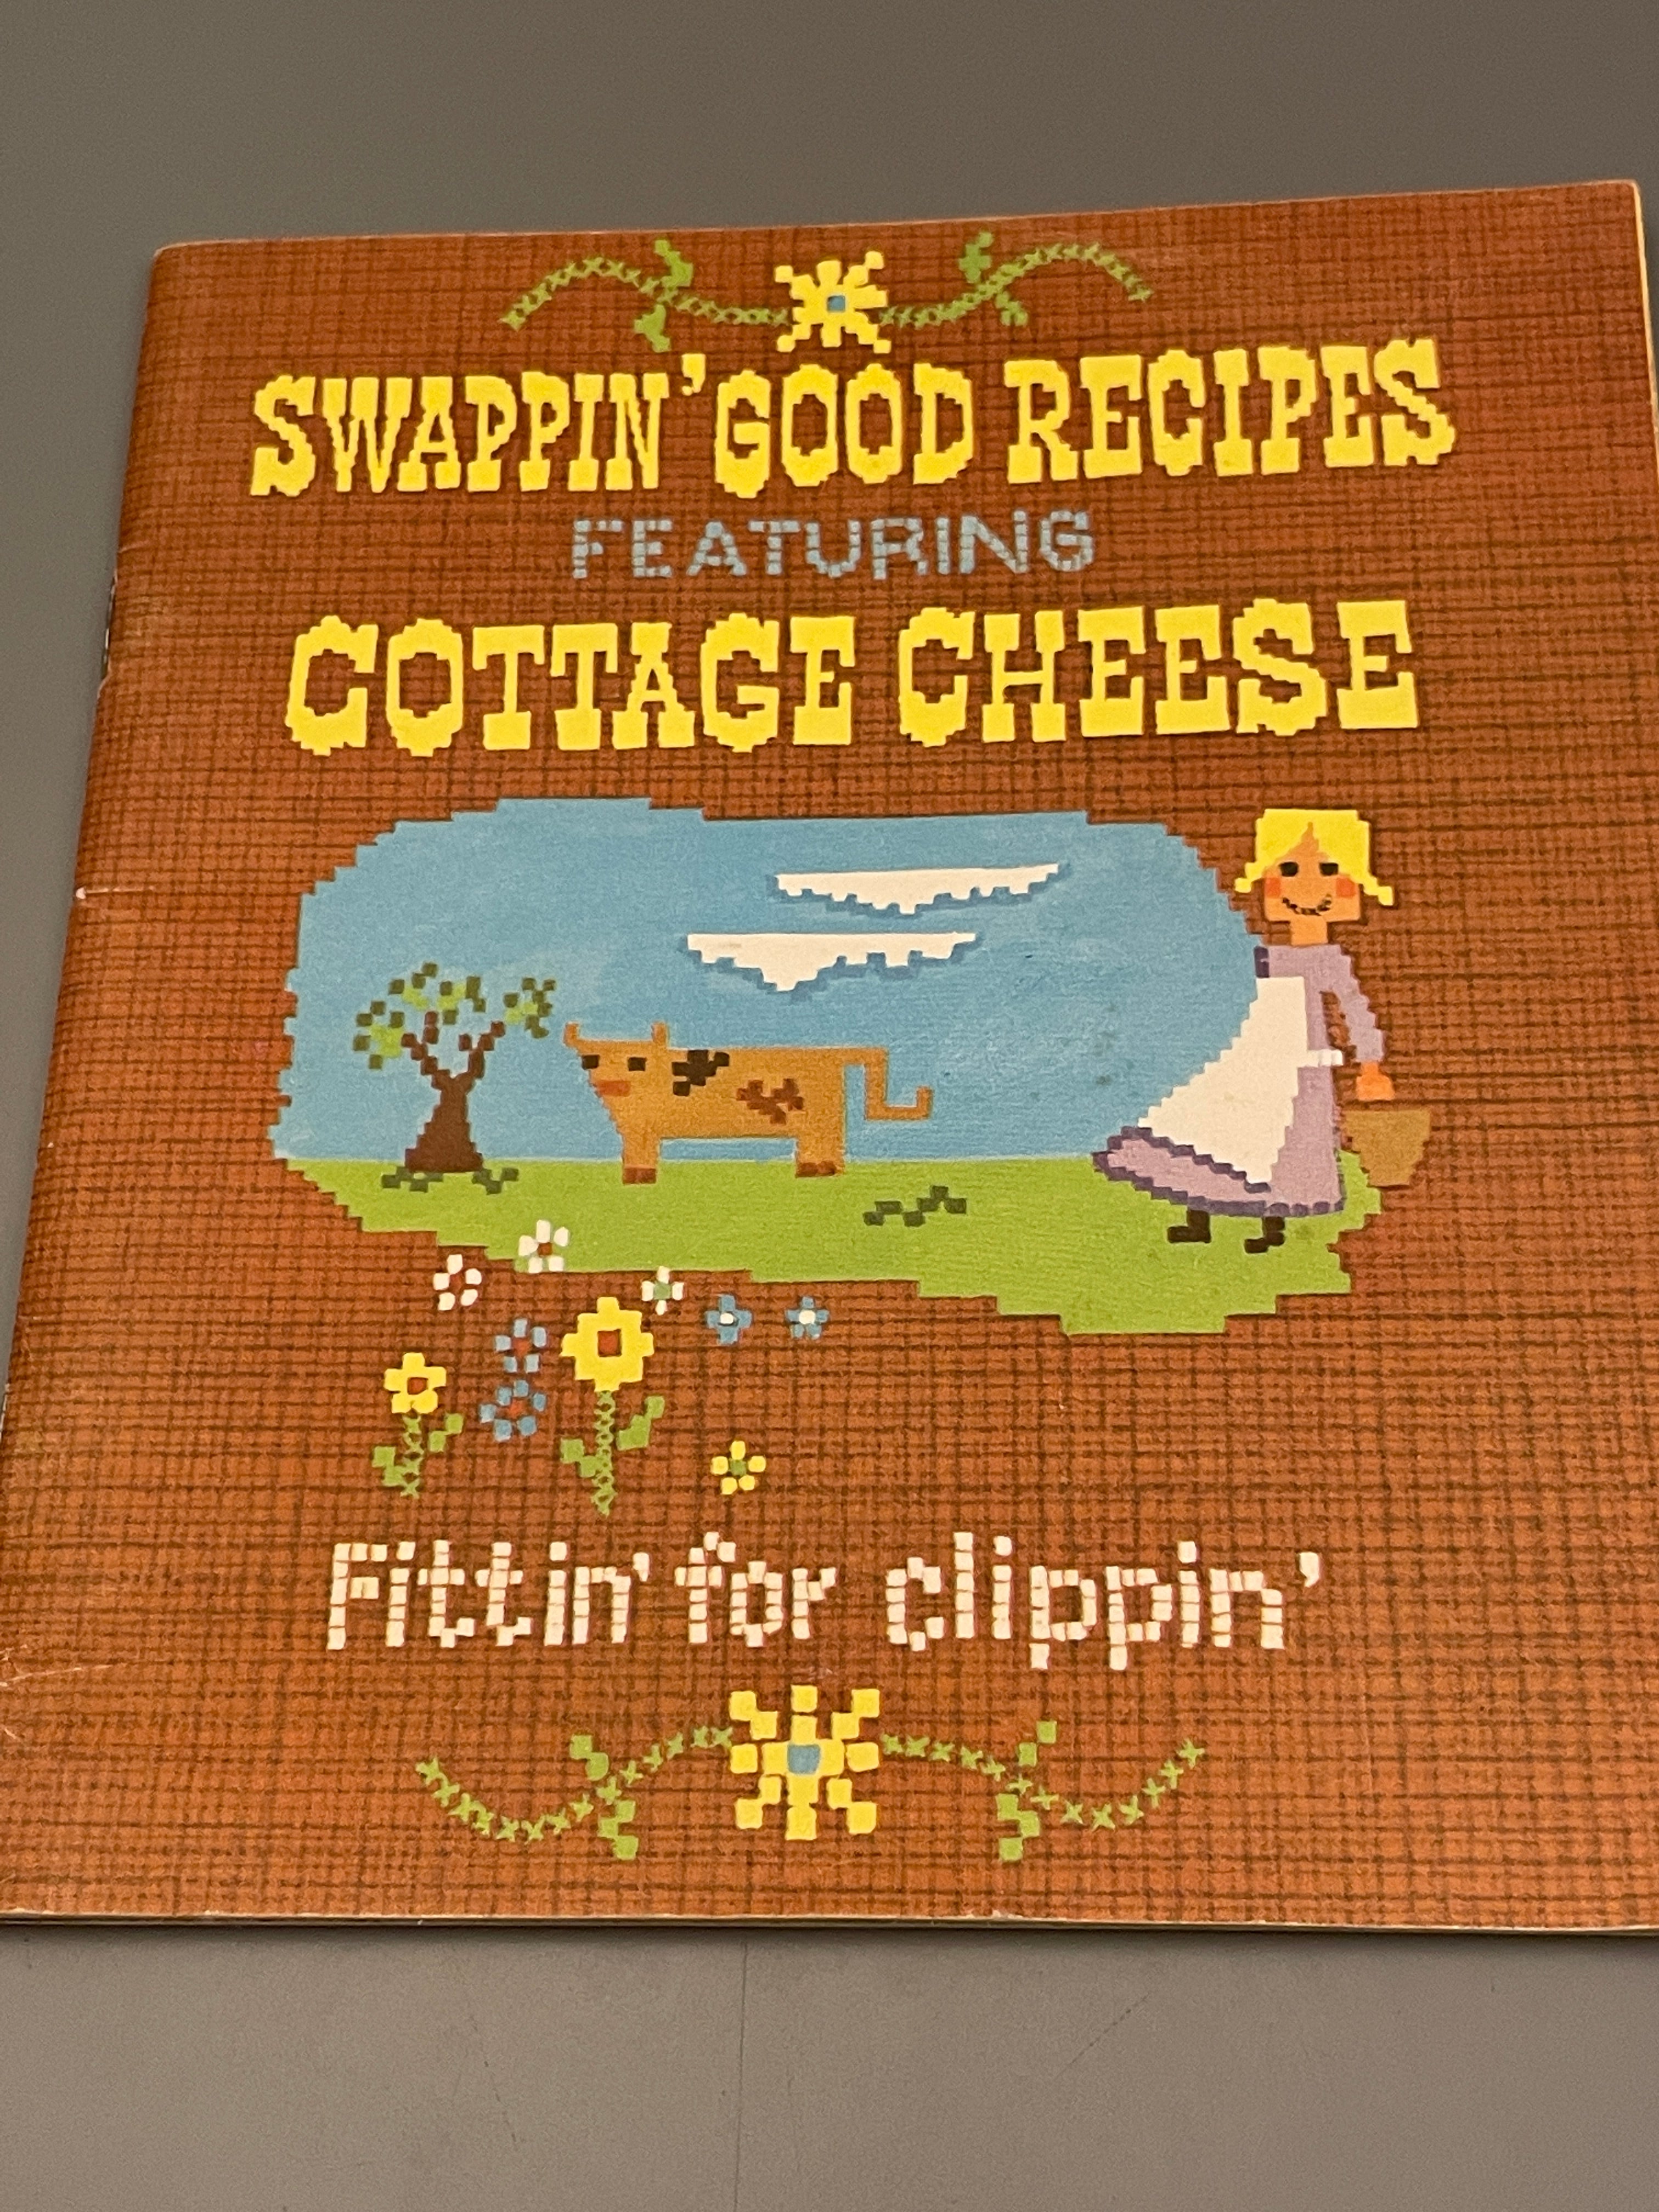 SWAPPIN' GOOD RECIPES
FEATURING
COTTAGE CHEESE
Fittin' for clippin'